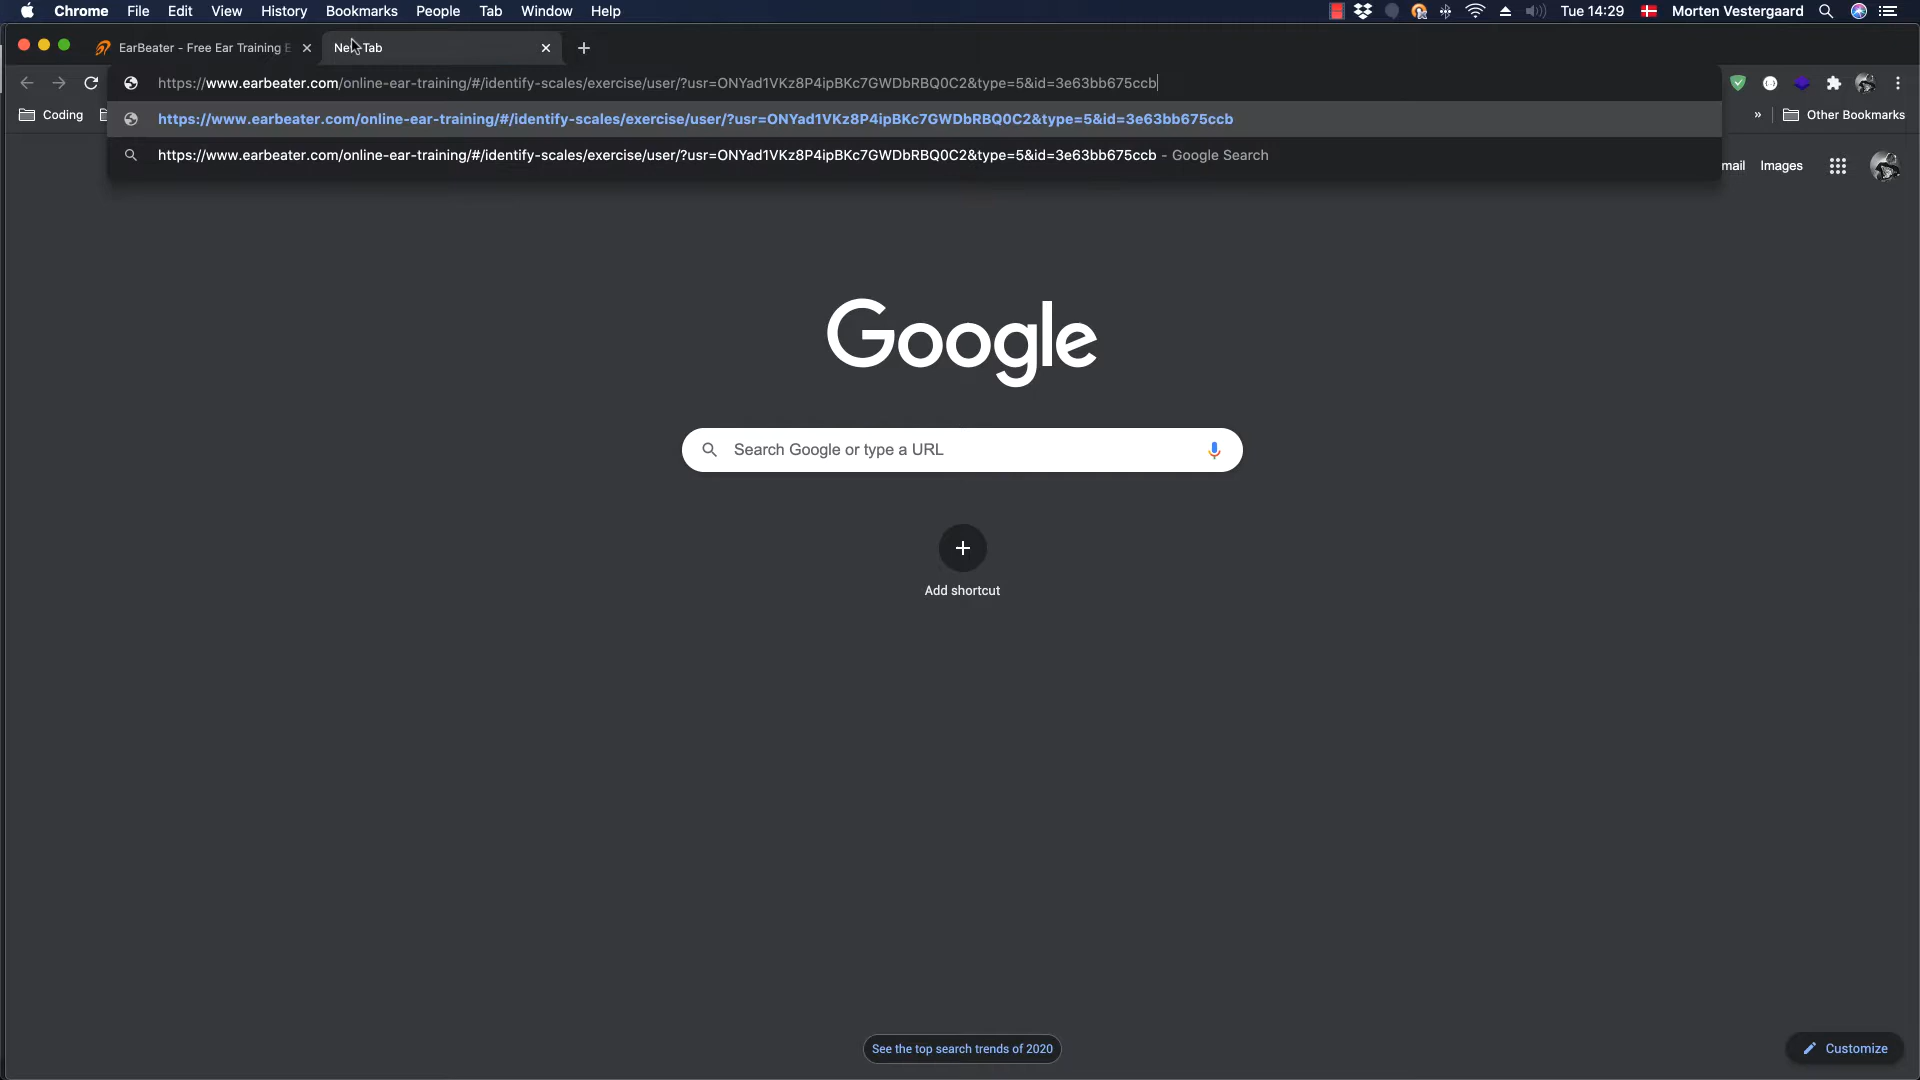 Chrome File Edit View History Bookmarks People Tab Window Help Tue 14:29 Morten Vestergaard
EarBeater - Free Ear Training E
New Tab
https://www.earbeater.com/online-ear-training/#/identify-scales/exercise/user/?usr=ONYad1VKz8P4ipBKc7GWDbRBQ0C2&type=5&id=3e63bb675ccb
Coding
https://www.earbeater.com/online-ear-training/#/identify-scales/exercise/user/?usr=ONYad1VKz8P4ipBKc7GWDbRBQ0C2&type=5&id=3e63bb675ccb
» Other Bookmarks
https://www.earbeater.com/online-ear-training/#/identify-scales/exercise/user/?usr=ONYad1VKz8P4ipBKc7GWDbRBQ0C2&type=5&id=3e63bb675ccb - Google Search
mail Images
Google
Search Google or type a URL
Add shortcut
See the top search trends of 2020
Customize